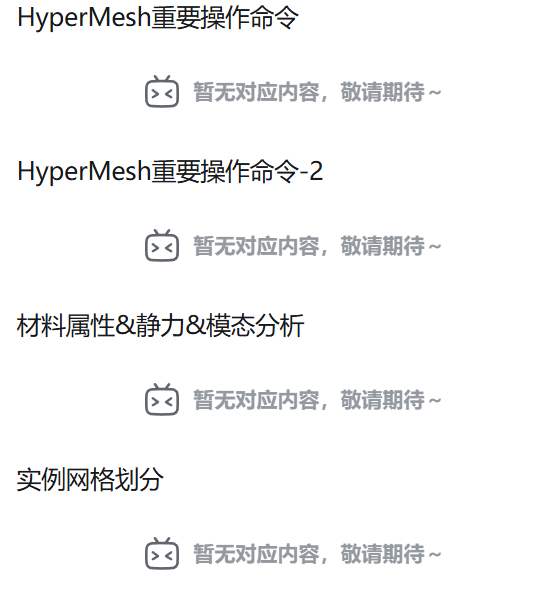 HyperMesh重要操作命令
暂无对应内容，敬请期待～
HyperMesh重要操作命令-2
暂无对应内容，敬请期待～
材料属性&静力&模态分析
暂无对应内容，敬请期待～
实例网格划分
暂无对应内容，敬请期待～